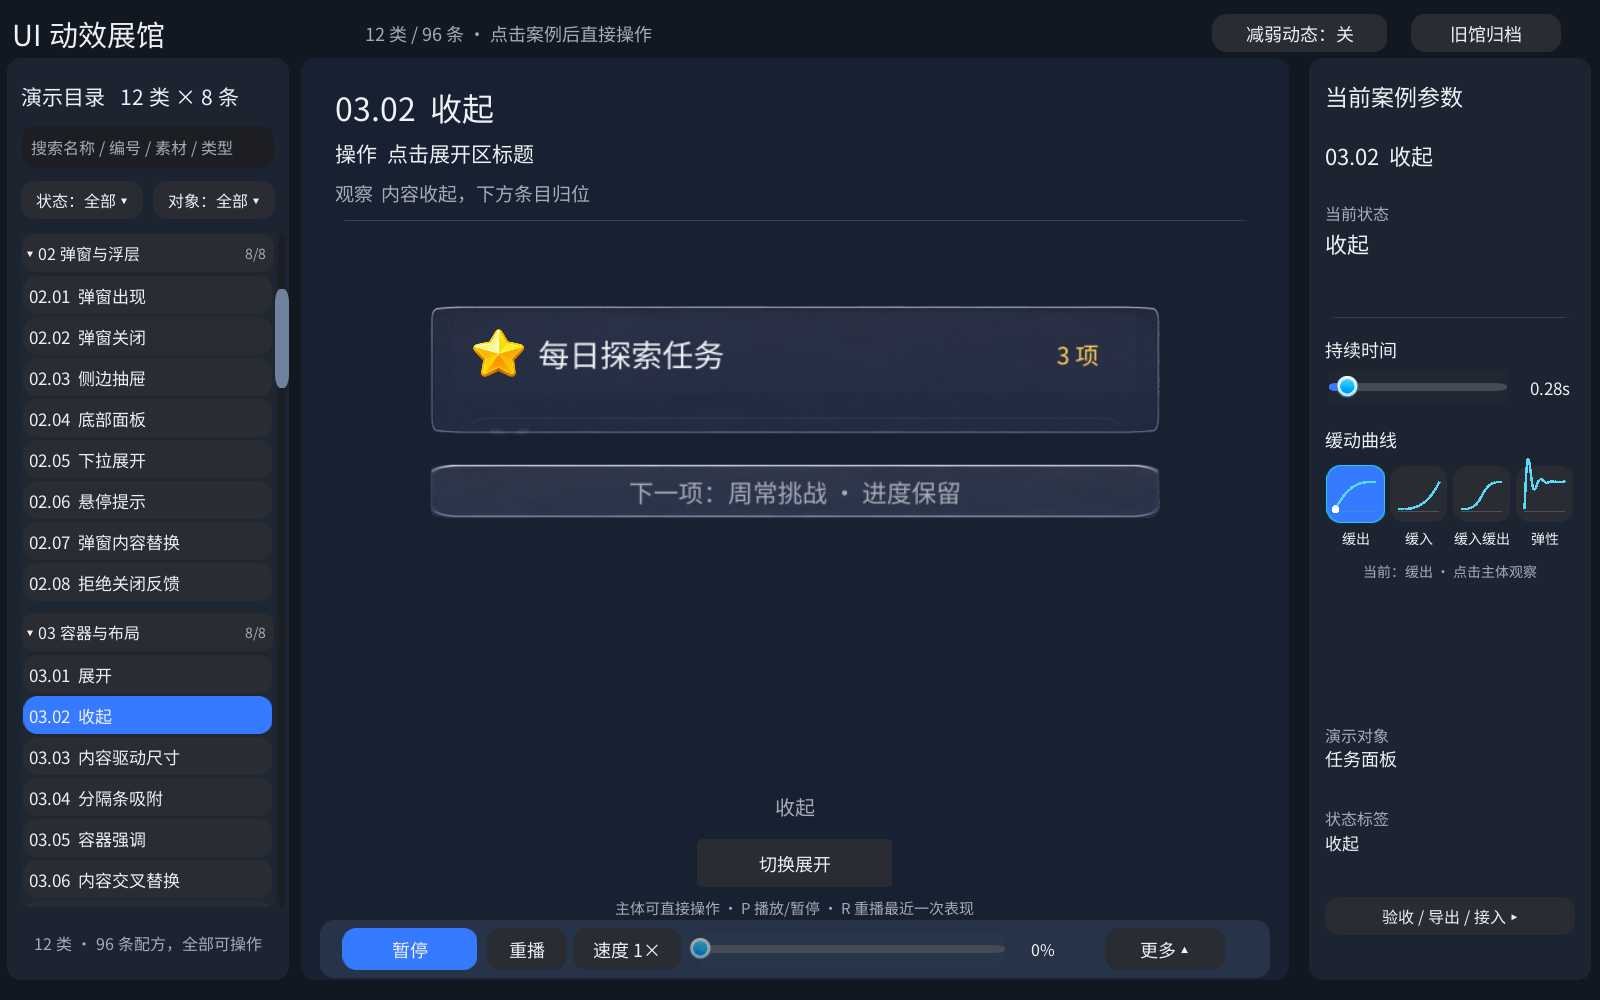 UI 动效展馆
12 类 / 96 条 · 点击案例后直接操作
减弱动态：关
旧馆归档
演示目录 12 类 × 8 条
搜索名称 / 编号 / 素材 / 类型
状态：全部 ▾
对象：全部 ▾
▾ 02 弹窗与浮层 8/8
02.01 弹窗出现
02.02 弹窗关闭
02.03 侧边抽屉
02.04 底部面板
02.05 下拉展开
02.06 悬停提示
02.07 弹窗内容替换
02.08 拒绝关闭反馈
▾ 03 容器与布局 8/8
03.01 展开
03.02 收起
03.03 内容驱动尺寸
03.04 分隔条吸附
03.05 容器强调
03.06 内容交叉替换
12 类 · 96 条配方，全部可操作
03.02 收起
操作 点击展开区标题
观察 内容收起，下方条目归位
每日探索任务 3 项
下一项：周常挑战 · 进度保留
收起
切换展开
主体可直接操作 · P 播放/暂停 · R 重播最近一次表现
暂停
重播
速度 1×
0%
更多 ▴
当前案例参数
03.02 收起
当前状态
收起
持续时间
0.28s
缓动曲线
缓出 缓入 缓入缓出 弹性
当前：缓出 · 点击主体观察
演示对象
任务面板
状态标签
收起
验收 / 导出 / 接入 ▸